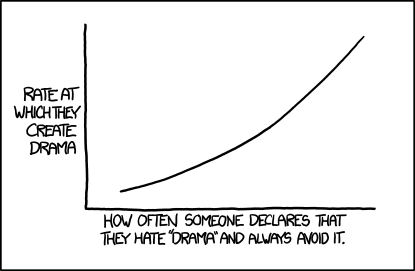 RATE AT
WHICH THEY
CREATE
DRAMA
HOW OFTEN SOMEONE DECLARES THAT
THEY HATE "DRAMA" AND ALWAYS AVOID IT.